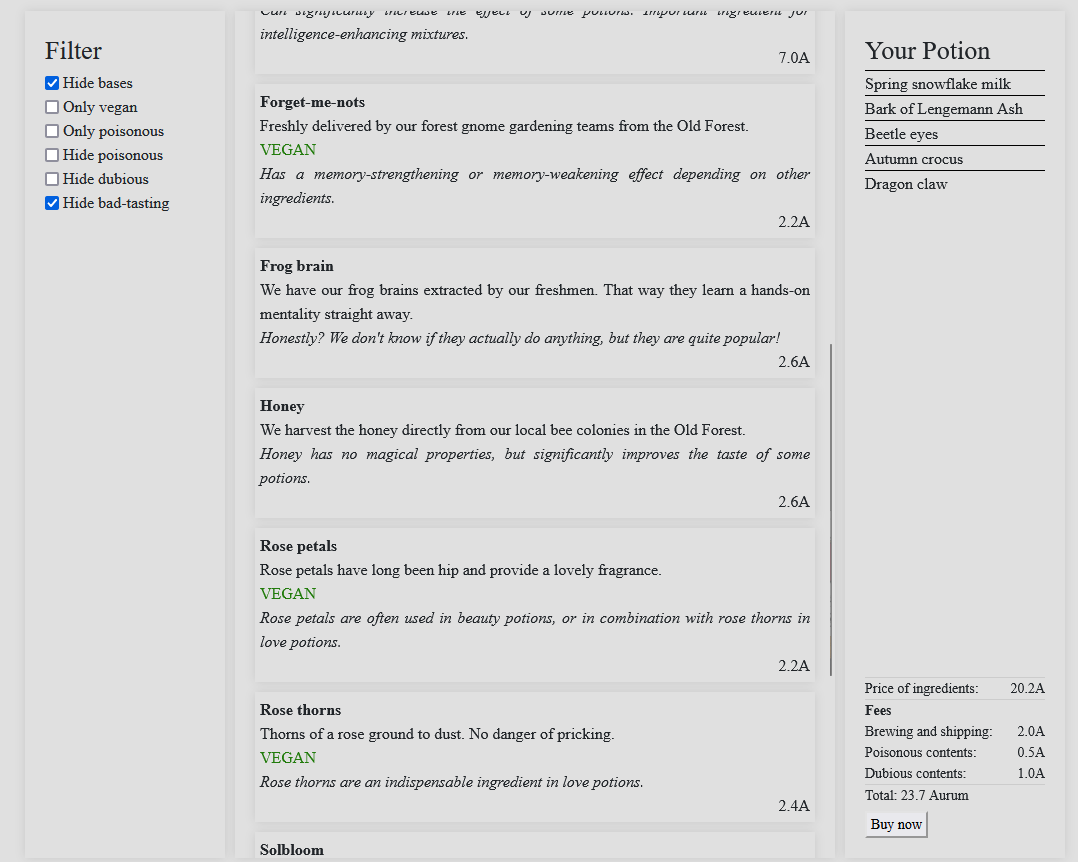 Filter
Hide bases
Only vegan
Only poisonous
Hide poisonous
Hide dubious
Hide bad-tasting
Can significantly increase the effect of some potions. Important ingredient for
intelligence-enhancing mixtures.
7.0A
Forget-me-nots
Freshly delivered by our forest gnome gardening teams from the Old Forest.
VEGAN
Has a memory-strengthening or memory-weakening effect depending on other
ingredients.
2.2A
Frog brain
We have our frog brains extracted by our freshmen. That way they learn a hands-on
mentality straight away.
Honestly? We don't know if they actually do anything, but they are quite popular!
2.6A
Honey
We harvest the honey directly from our local bee colonies in the Old Forest.
Honey has no magical properties, but significantly improves the taste of some
potions.
2.6A
Rose petals
Rose petals have long been hip and provide a lovely fragrance.
VEGAN
Rose petals are often used in beauty potions, or in combination with rose thorns in
love potions.
2.2A
Rose thorns
Thorns of a rose ground to dust. No danger of pricking.
VEGAN
Rose thorns are an indispensable ingredient in love potions.
2.4A
Solbloom
Your Potion
Spring snowflake milk
Bark of Lengemann Ash
Beetle eyes
Autumn crocus
Dragon claw
Price of ingredients: 20.2A
Fees
Brewing and shipping: 2.0A
Poisonous contents: 0.5A
Dubious contents: 1.0A
Total: 23.7 Aurum
Buy now